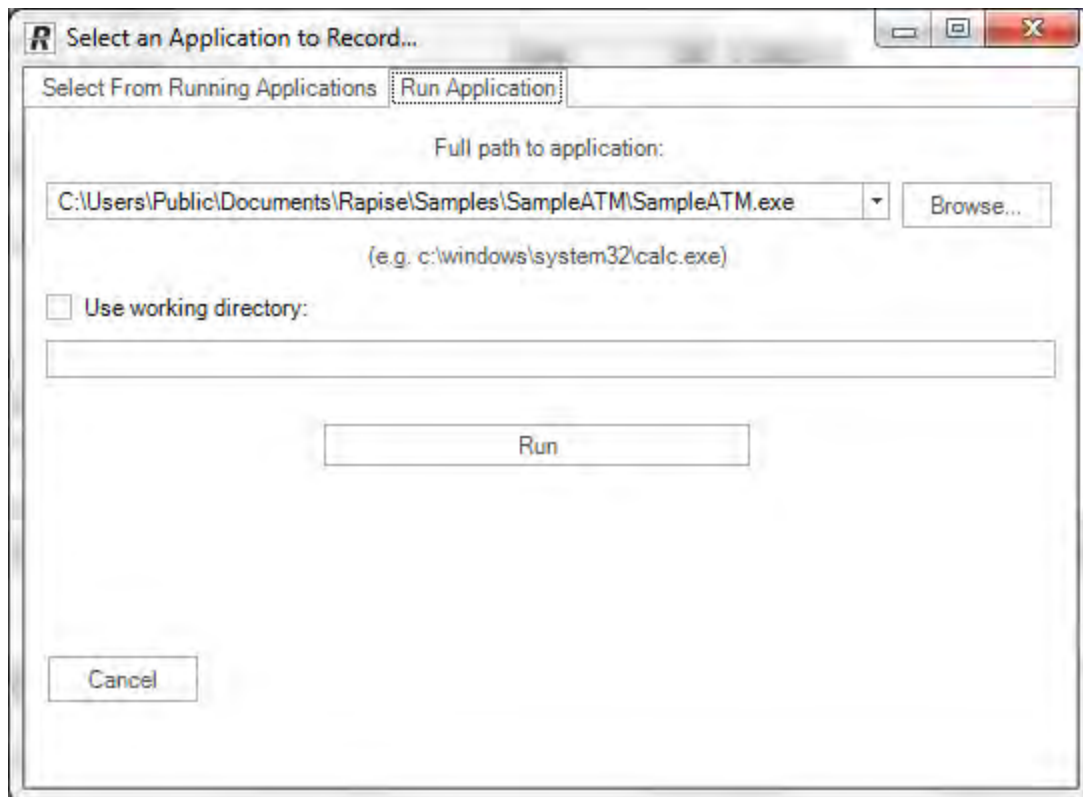 R Select an Application to Record...
Select From Running Applications Run Application
Full path to application:
C:\Users\Public\Documents\Rapise\Samples\SampleATM\SampleATM.exe Browse...
(e.g. c:\windows\system32\calc.exe)
Use working directory:
Run
Cancel